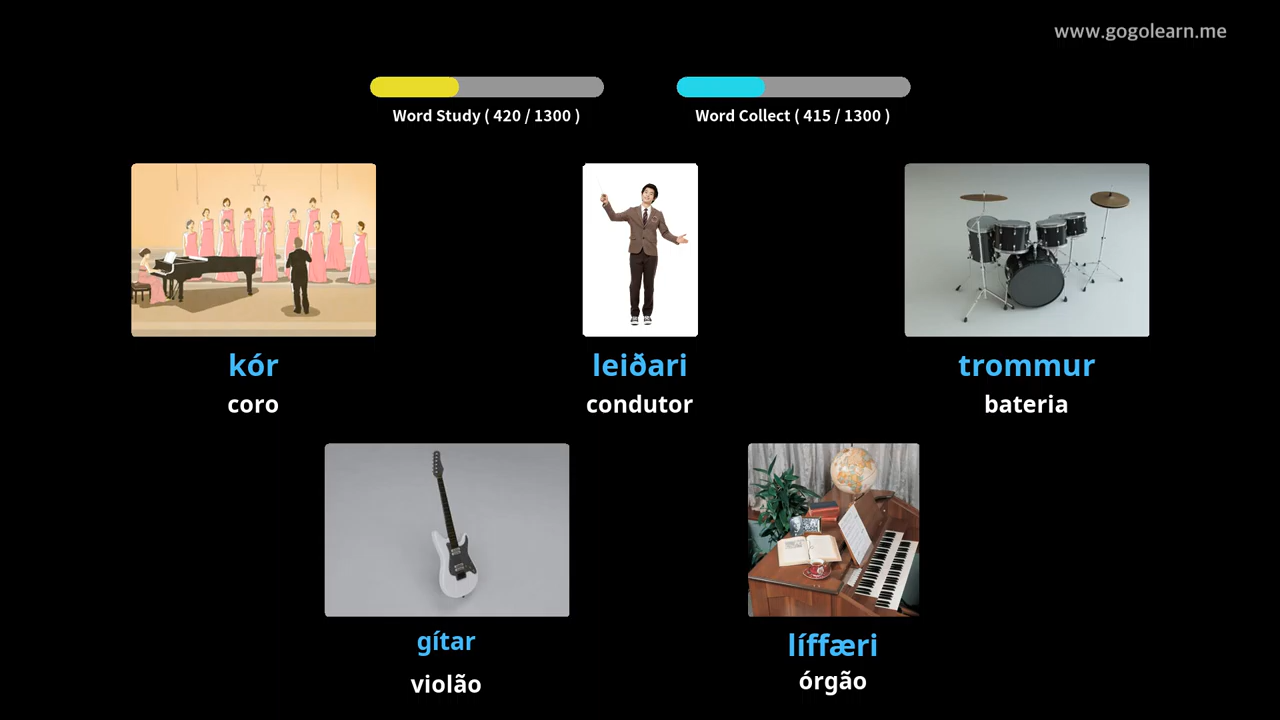 www.gogolearn.me
Word Study ( 420 / 1300 )
Word Collect ( 415 / 1300 )
kór
leiðari
trommur
coro
condutor
bateria
gítar
líffæri
violão
órgão